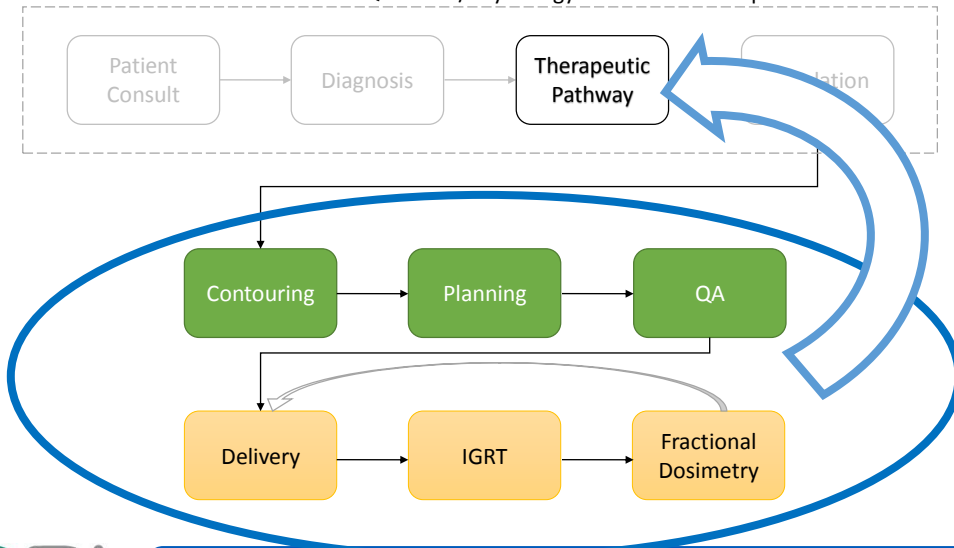 Patient
Consult
Diagnosis
Therapeutic
Pathway
Contouring
Planning
QA
Delivery
IGRT
Fractional
Dosimetry